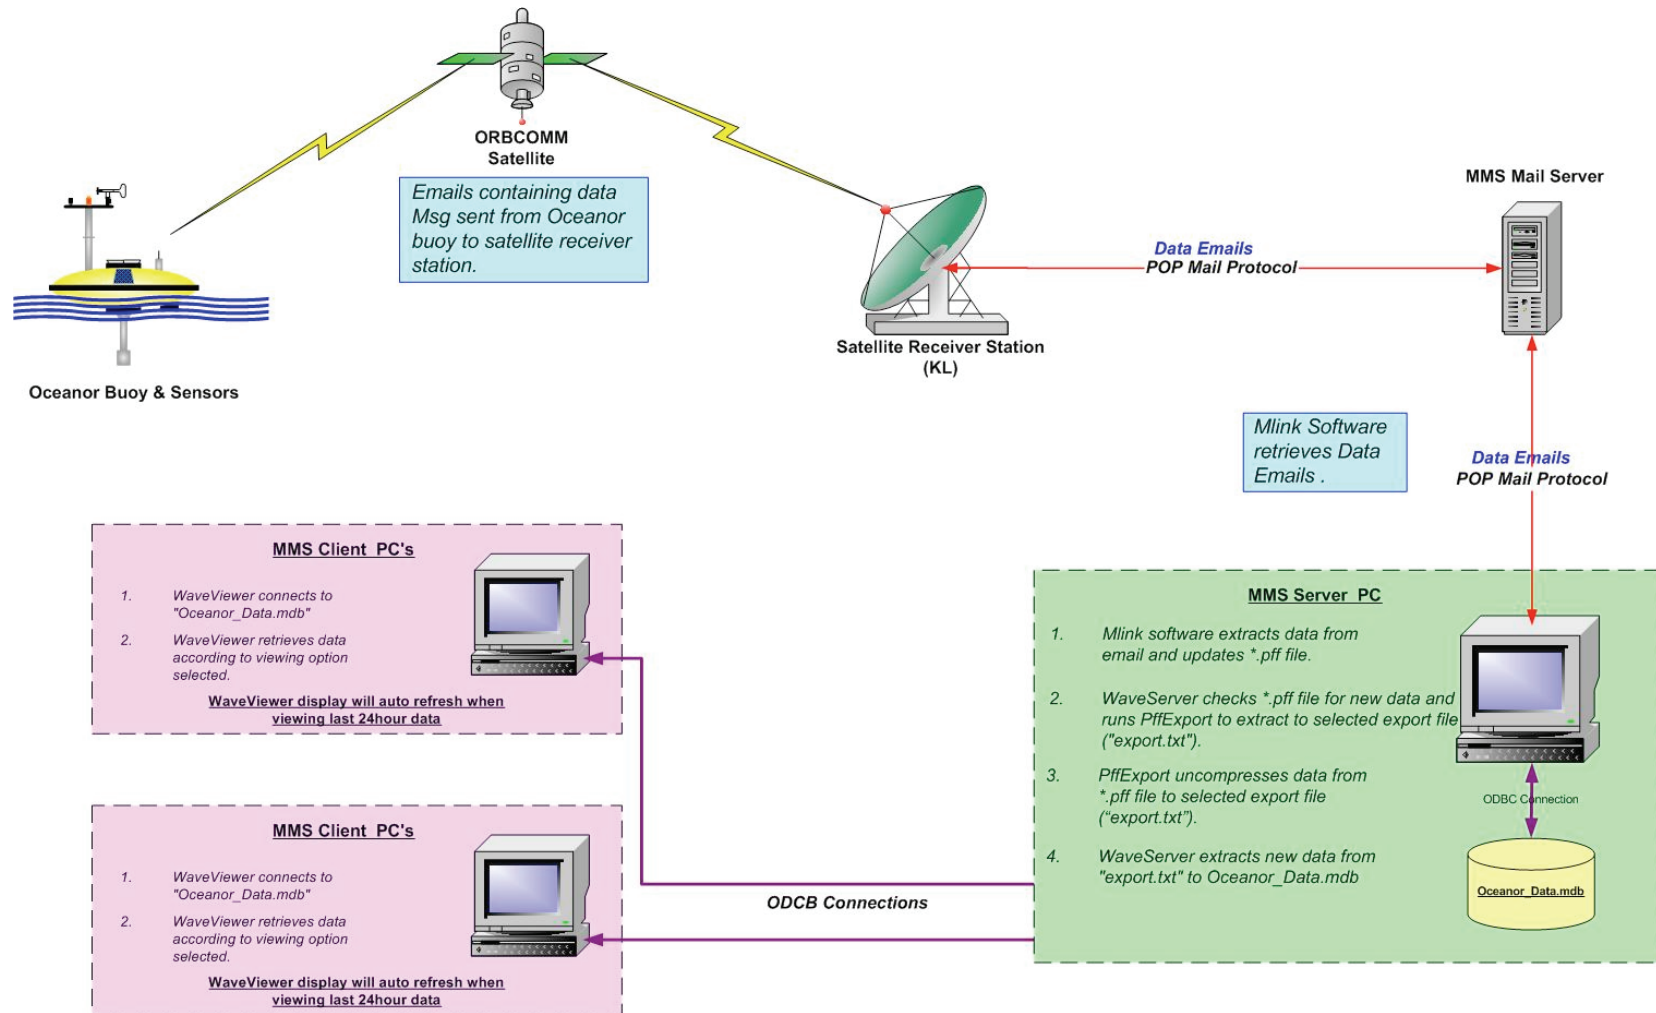 ORBCOMM
Satellite
Emails containing data
Msg sent from Oceanor
buoy to satellite receiver
station.
Oceanor Buoy & Sensors
Satellite Receiver Station
(KL)
Data Emails
POP Mail Protocol
MMS Mail Server
Mlink Software
retrieves Data
Emails .
Data Emails
POP Mail Protocol
MMS Server  PC
1. Mlink software extracts data from
email and updates *.pff file.
2. WaveServer checks *.pff file for new data and
runs PffExport to extract to selected export file
("export.txt").
3. PffExport uncompresses data from
*.pff file to selected export file
(“export.txt”).
4. WaveServer extracts new data from
"export.txt" to Oceanor_Data.mdb
ODBC Connection
Oceanor_Data.mdb
ODCB Connections
MMS Client  PC's
1. WaveViewer connects to
"Oceanor_Data.mdb"
2. WaveViewer retrieves data
according to viewing option
selected.
WaveViewer display will auto refresh when
viewing last 24hour data
MMS Client  PC's
1. WaveViewer connects to
"Oceanor_Data.mdb"
2. WaveViewer retrieves data
according to viewing option
selected.
WaveViewer display will auto refresh when
viewing last 24hour data